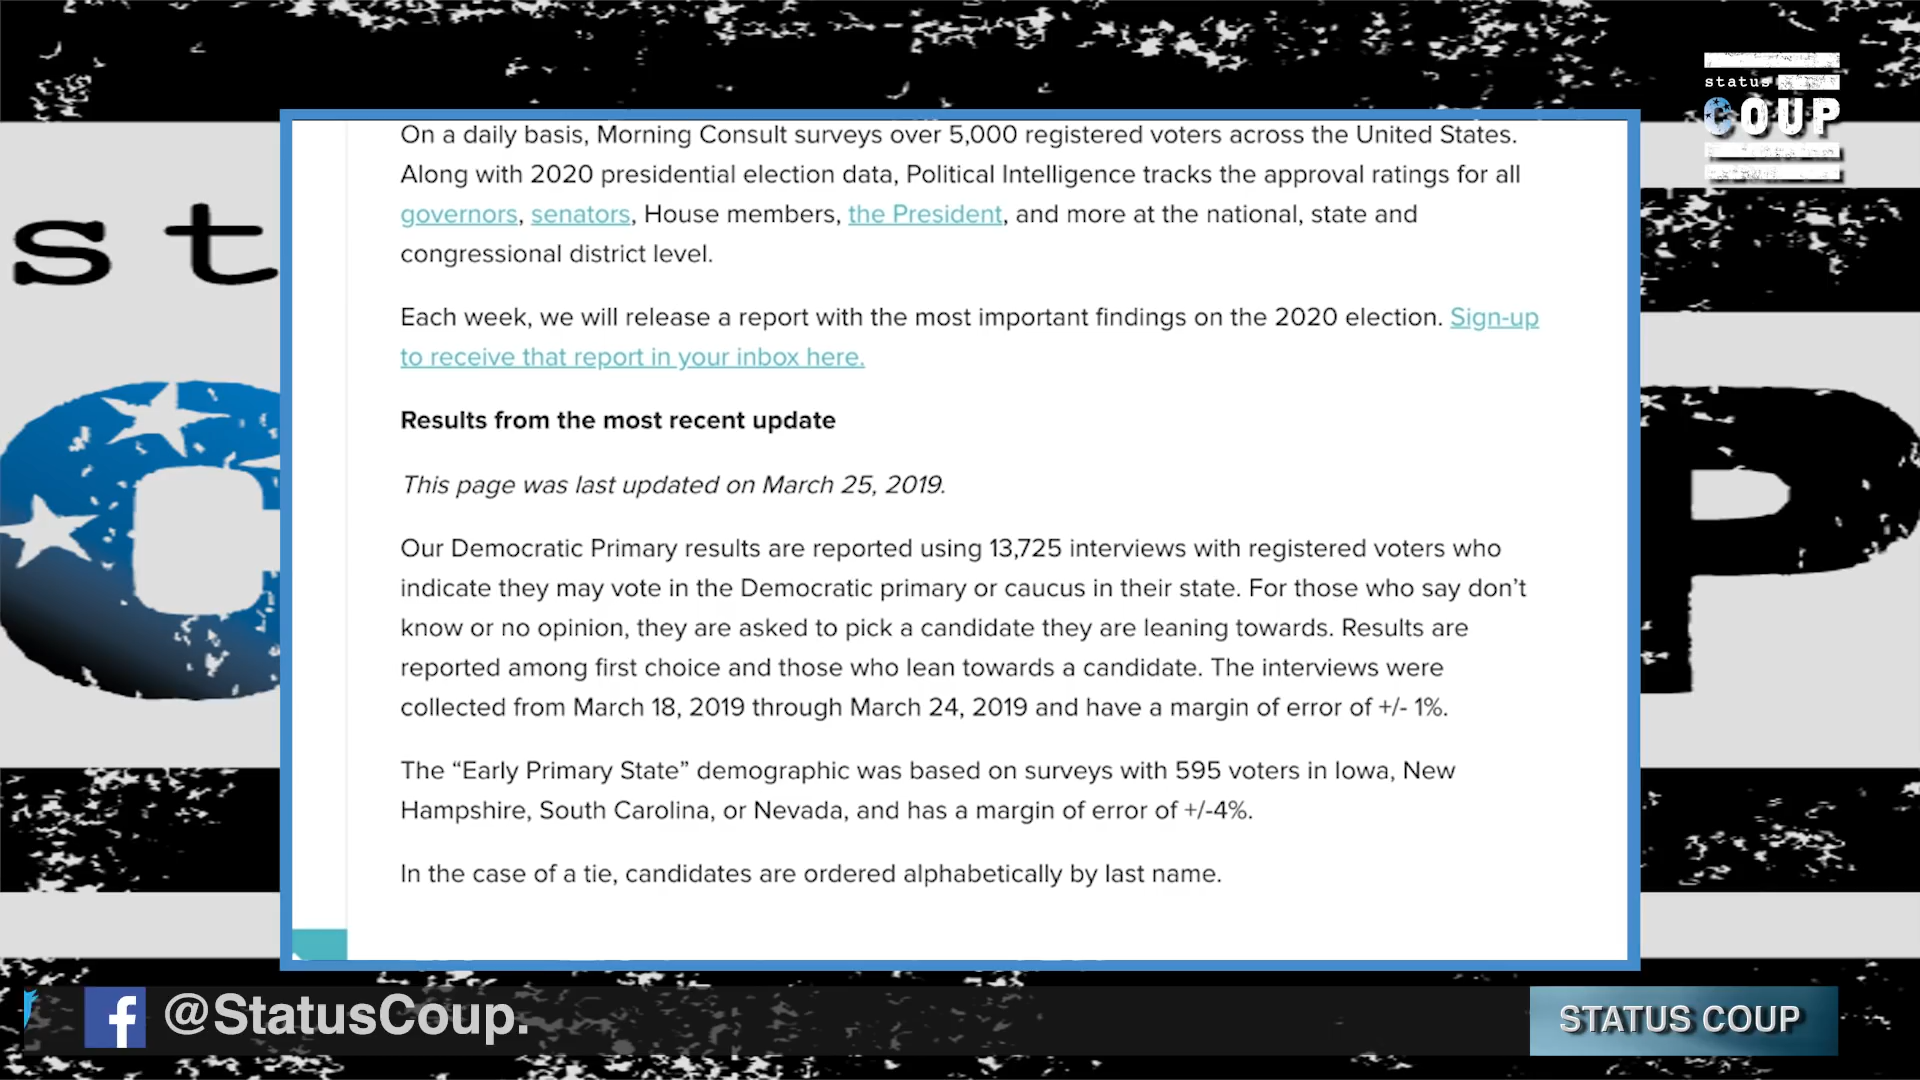 status
COUP
On a daily basis, Morning Consult surveys over 5,000 registered voters across the United States.
Along with 2020 presidential election data, Political Intelligence tracks the approval ratings for all
governors, senators, House members, the President, and more at the national, state and
congressional district level.
Each week, we will release a report with the most important findings on the 2020 election. Sign-up
to receive that report in your inbox here.
Results from the most recent update
This page was last updated on March 25, 2019.
Our Democratic Primary results are reported using 13,725 interviews with registered voters who
indicate they may vote in the Democratic primary or caucus in their state. For those who say don’t
know or no opinion, they are asked to pick a candidate they are leaning towards. Results are
reported among first choice and those who lean towards a candidate. The interviews were
collected from March 18, 2019 through March 24, 2019 and have a margin of error of +/- 1%.
The “Early Primary State” demographic was based on surveys with 595 voters in Iowa, New
Hampshire, South Carolina, or Nevada, and has a margin of error of +/-4%.
In the case of a tie, candidates are ordered alphabetically by last name.
st
C
P
@StatusCoup.
STATUS COUP